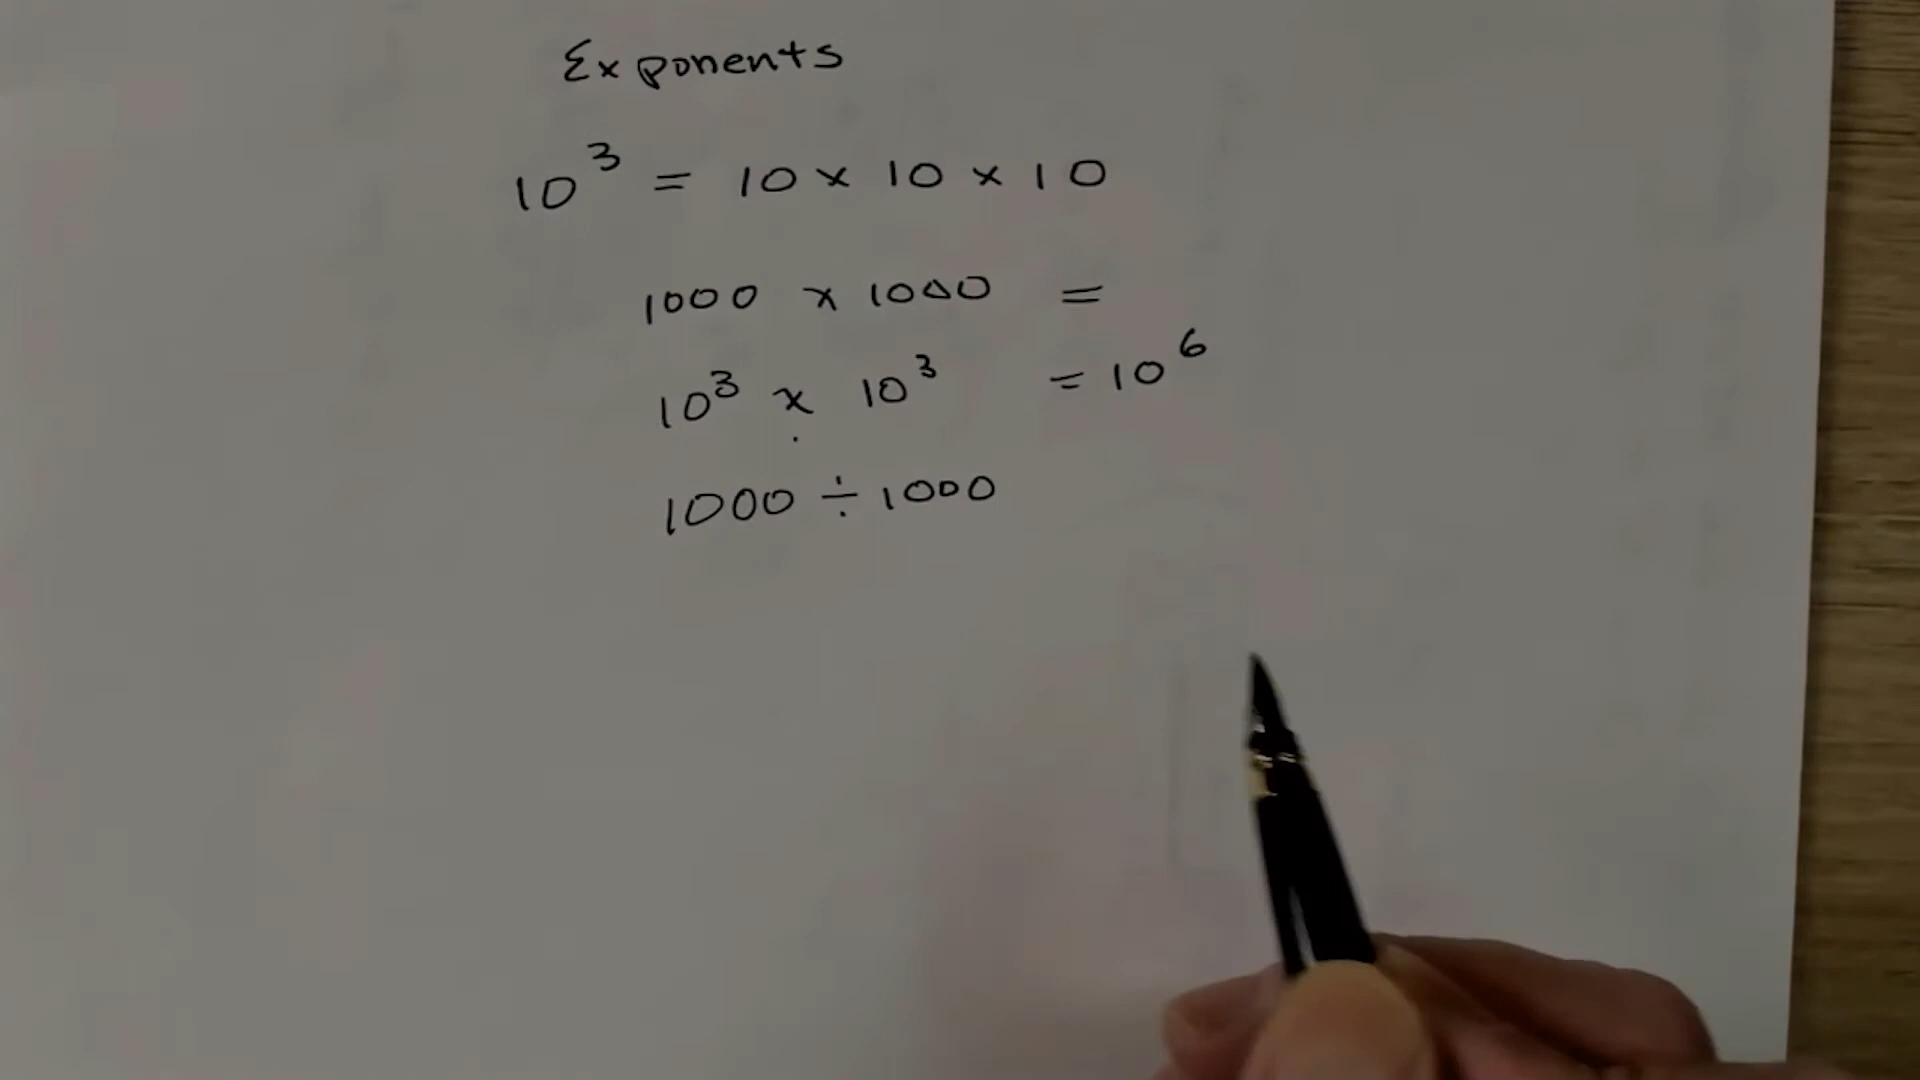 Exponents
10³ = 10 × 10 × 10
1000 × 1000 =
10³ × 10³ = 10⁶
1000 ÷ 1000